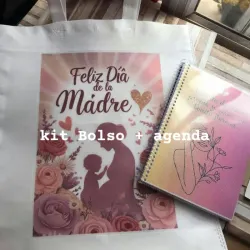 Feliz Día
de la
Madre
kit Bolso + agenda